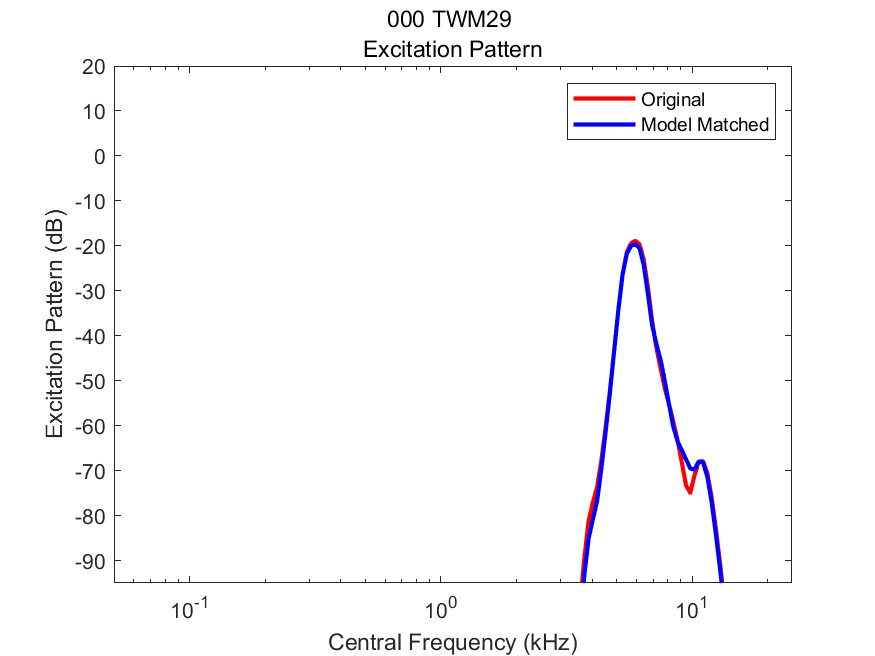 000 TWM29
Excitation Pattern
Original
Model Matched
20
10
0
-10
-20
-30
-40
-50
-60
-70
-80
-90
Excitation Pattern (dB)
10^-1
10^0
10^1
Central Frequency (kHz)